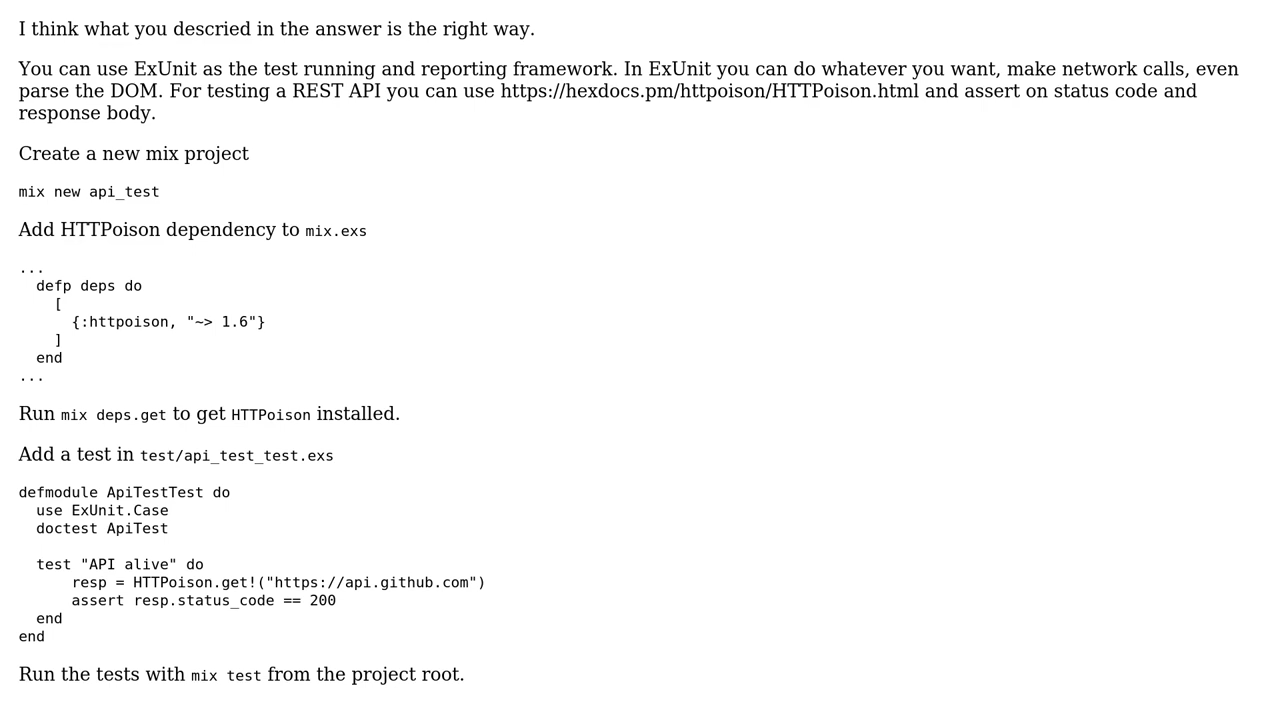 I think what you descried in the answer is the right way.
You can use ExUnit as the test running and reporting framework. In ExUnit you can do whatever you want, make network calls, even
parse the DOM. For testing a REST API you can use https://hexdocs.pm/httpoison/HTTPoison.html and assert on status code and
response body.
Create a new mix project
mix new api_test
Add HTTPoison dependency to mix.exs
...
  defp deps do
    [
      {:httpoison, "~> 1.6"}
    ]
  end
...
Run mix deps.get to get HTTPoison installed.
Add a test in test/api_test_test.exs
defmodule ApiTestTest do
  use ExUnit.Case
  doctest ApiTest

  test "API alive" do
      resp = HTTPoison.get!("https://api.github.com")
      assert resp.status_code == 200
  end
end
Run the tests with mix test from the project root.